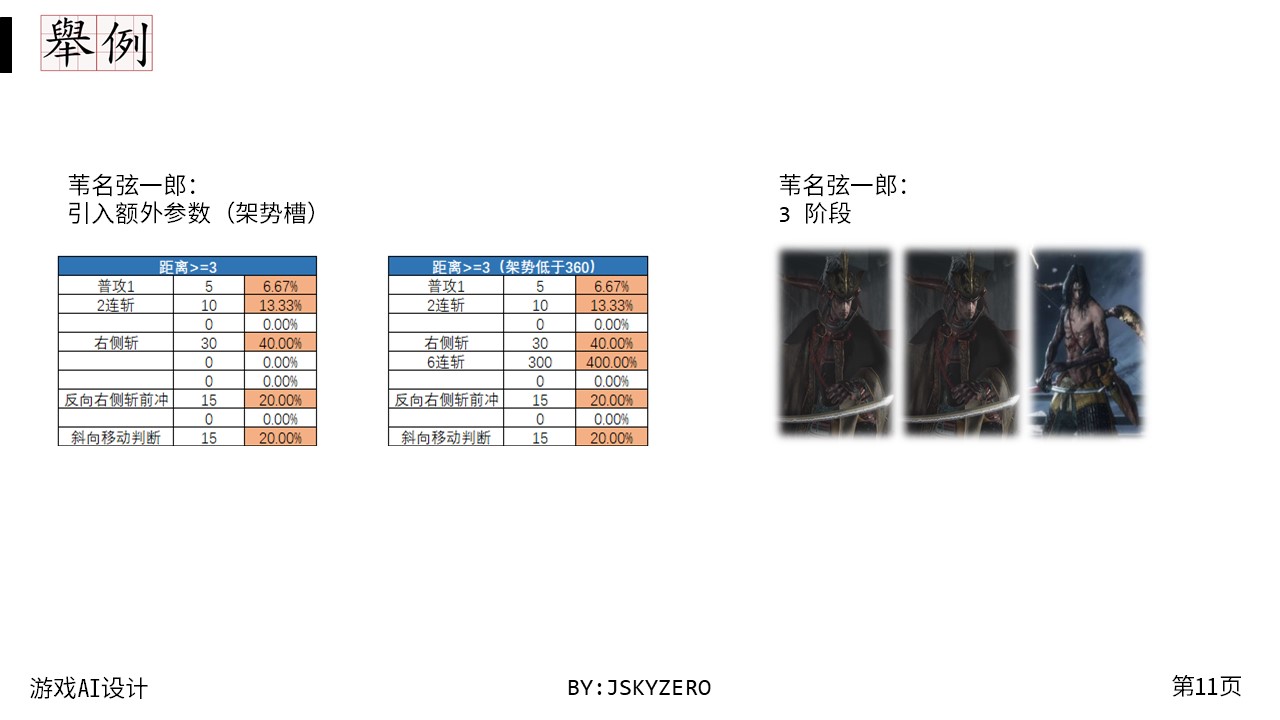 舉例
苇名弦一郎：
引入额外参数（架势槽）
距离>=3
普攻1 5 6.67%
2连斩 10 13.33%
0 0.00%
右侧斩 30 40.00%
0 0.00%
0 0.00%
反向右侧斩前冲 15 20.00%
0 0.00%
斜向移动判断 15 20.00%
距离>=3（架势低于360）
普攻1 5 6.67%
2连斩 10 13.33%
0 0.00%
右侧斩 30 40.00%
6连斩 300 400.00%
0 0.00%
反向右侧斩前冲 15 20.00%
0 0.00%
斜向移动判断 15 20.00%
苇名弦一郎：
3 阶段
游戏AI设计
BY:JSKYZERO
第11页